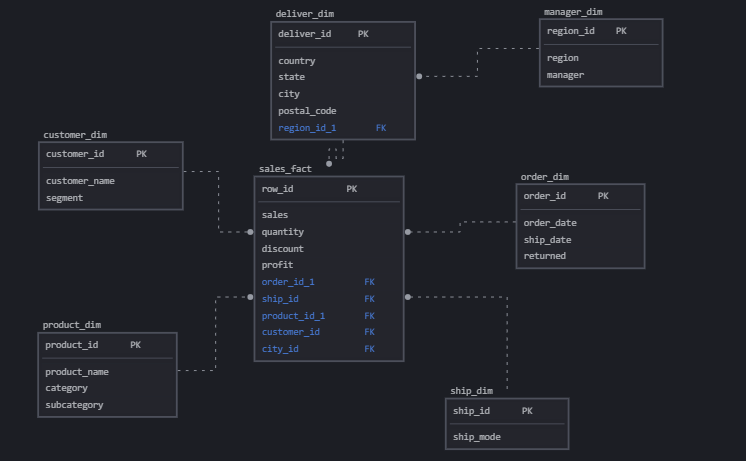 deliver_dim
deliver_id PK
country
state
city
postal_code
region_id_1 FK
manager_dim
region_id PK
region
manager
customer_dim
customer_id PK
customer_name
segment
sales_fact
row_id PK
sales
quantity
discount
profit
order_id_1 FK
ship_id FK
product_id_1 FK
customer_id FK
city_id FK
order_dim
order_id PK
order_date
ship_date
returned
product_dim
product_id PK
product_name
category
subcategory
ship_dim
ship_id PK
ship_mode